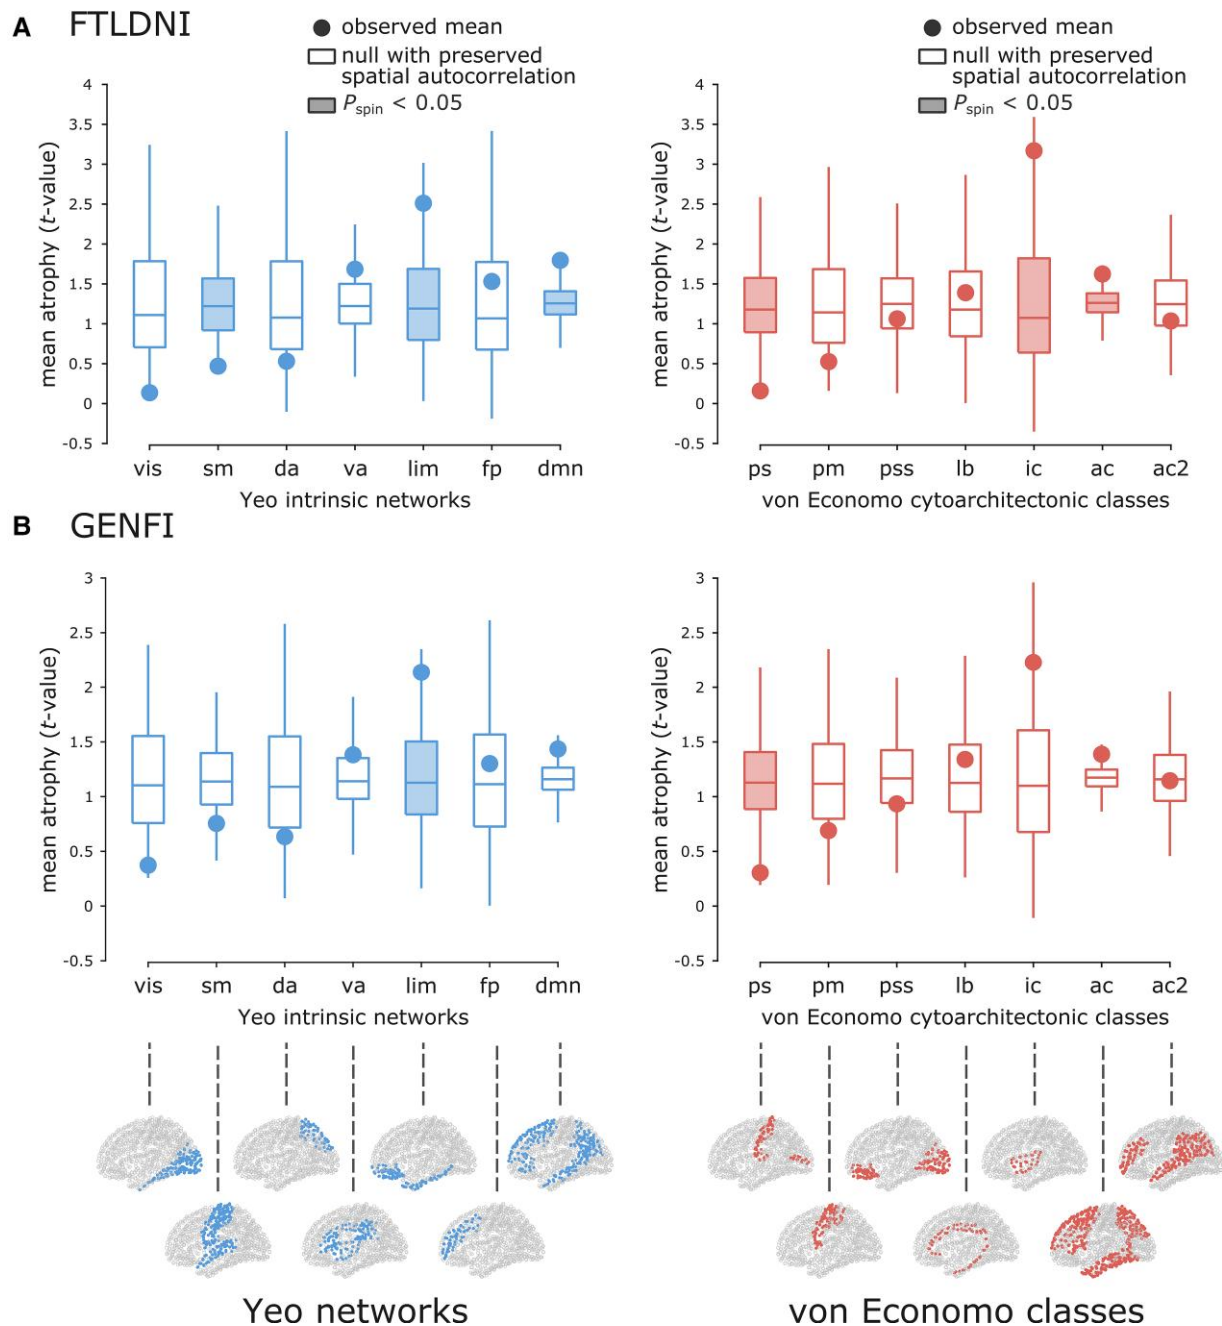 A FTLDNI
observed mean
null with preserved
spatial autocorrelation
Pspin < 0.05
mean atrophy (t-value)
4
3.5
3
2.5
2
1.5
1
0.5
0
-0.5
vis sm da va lim fp dmn
Yeo intrinsic networks
observed mean
null with preserved
spatial autocorrelation
Pspin < 0.05
mean atrophy (t-value)
4
3.5
3
2.5
2
1.5
1
0.5
0
-0.5
ps pm pss lb ic ac ac2
von Economo cytoarchitectonic classes
B GENFI
mean atrophy (t-value)
3
2.5
2
1.5
1
0.5
0
-0.5
vis sm da va lim fp dmn
Yeo intrinsic networks
mean atrophy (t-value)
3
2.5
2
1.5
1
0.5
0
-0.5
ps pm pss lb ic ac ac2
von Economo cytoarchitectonic classes
Yeo networks
von Economo classes